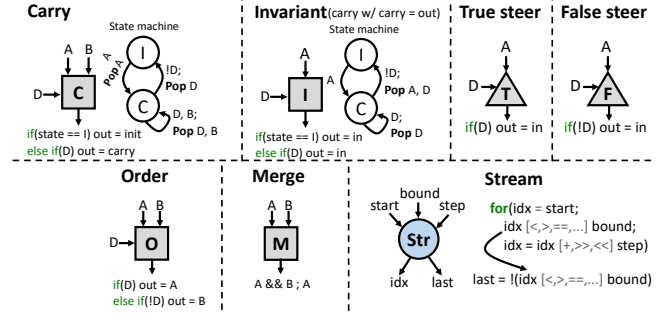 Carry
State machine
A B
D
C
I
A
Pop A
!D;
Pop D
C
D, B;
Pop D, B
if(state == I) out = init
else if(D) out = carry
Invariant (carry w/ carry = out)
State machine
A
D
I
I
A
!D;
Pop A, D
C
D;
Pop D
if(state == I) out = in
else if(D) out = in
True steer
A
D
T
if(D) out = in
False steer
A
D
F
if(!D) out = in
Order
A B
D
O
if(D) out = A
else if(!D) out = B
Merge
A B
M
A && B ; A
Stream
bound
start step
Str
idx last
for(idx = start;
idx [<,>,==,...] bound;
idx = idx [+,>>,<<] step)
last = !(idx [<,>,==,...] bound)